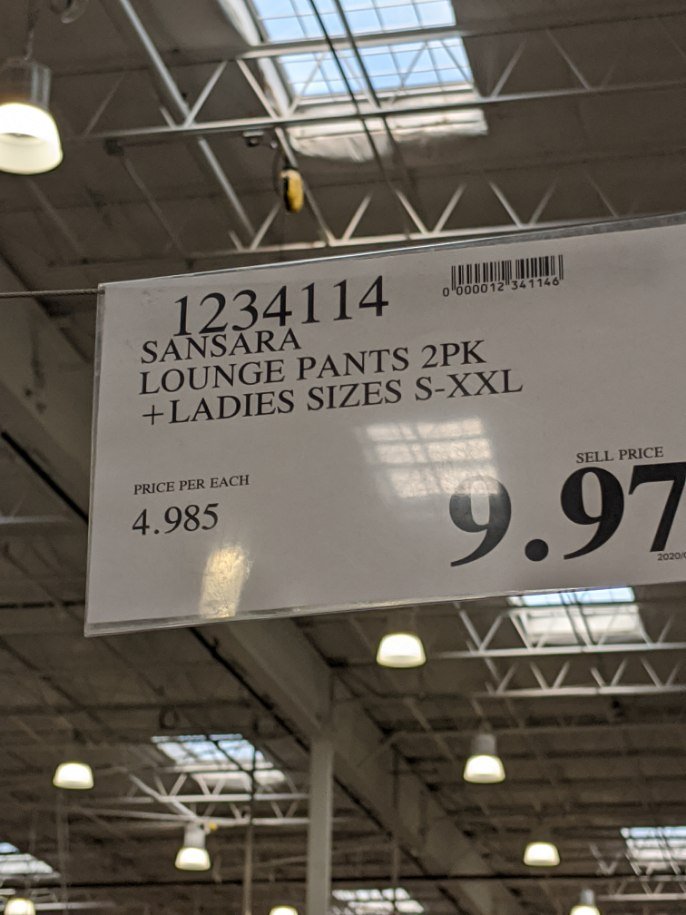 1234114
0 000012 341146
SANSARA
LOUNGE PANTS 2PK
+LADIES SIZES S-XXL
PRICE PER EACH
4.985
SELL PRICE
9.97
2020/